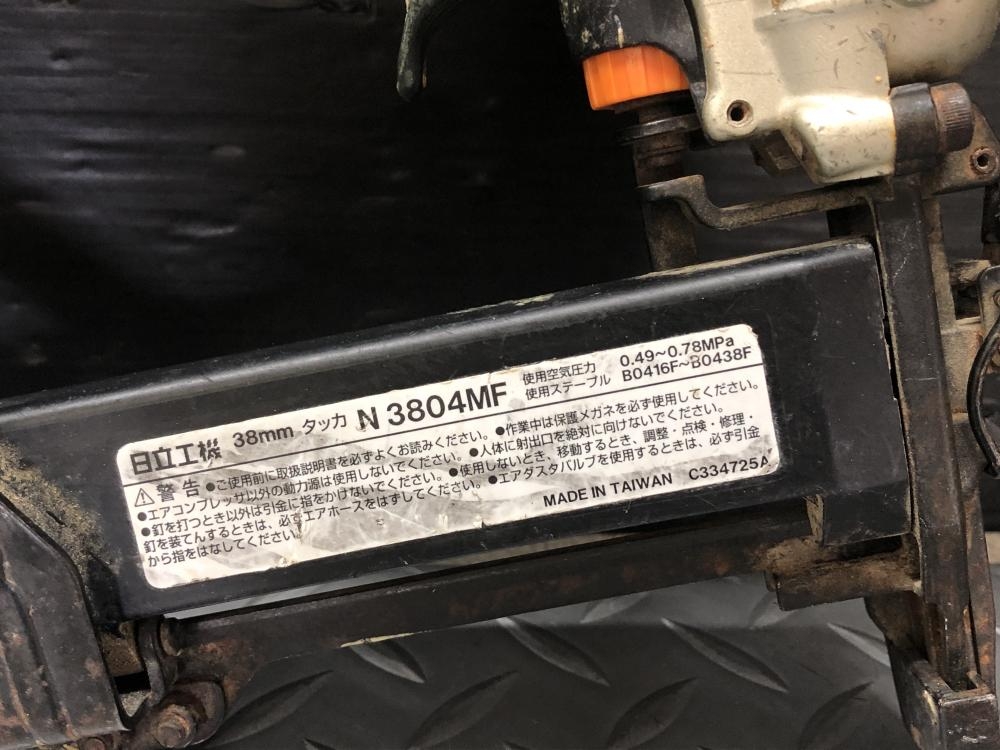 日立工機 38mm タッカ N 3804MF 使用空気圧力 0.49~0.78MPa
使用ステープル B0416F~B0438F
⚠警告 ●ご使用前に取扱説明書を必ずよくお読みください。●作業中は保護メガネを必ず使用してください。
●エアコンプレッサ以外の動力源は使用しないでください。●人体に射出口を絶対に向けないでください。
●釘を打つとき以外は引金に指をかけないでください。●使用しないとき、移動するとき、調整・点検・修理・
釘を装てんするときは、必ずエアホースをはずしてください。●エアダスタバルブを使用するときは、必ず引金
から指をはなしてください。
MADE IN TAIWAN C334725A